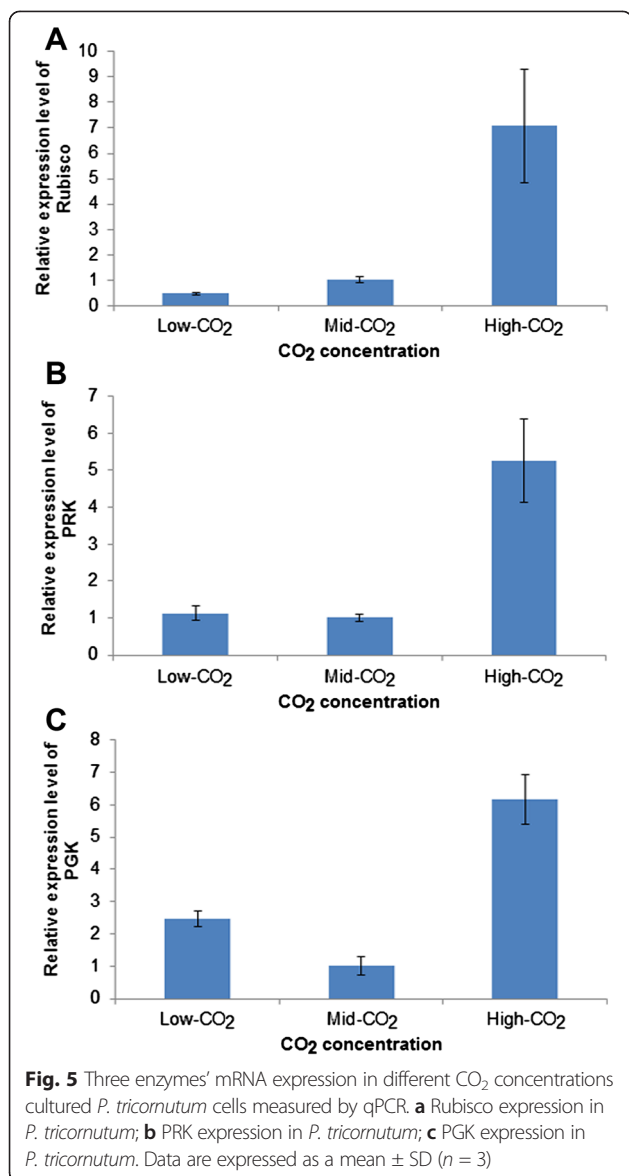 A
Relative expression level of
Rubisco
10
9
8
7
6
5
4
3
2
1
0
Low-CO₂ Mid-CO₂ High-CO₂
CO₂ concentration
B
Relative expression level of
PRK
7
6
5
4
3
2
1
0
Low-CO₂ Mid-CO₂ High-CO₂
CO₂ concentration
C
Relative expression level of
PGK
8
7
6
5
4
3
2
1
0
Low-CO₂ Mid-CO₂ High-CO₂
CO₂ concentration
Fig. 5 Three enzymes’ mRNA expression in different CO₂ concentrations
cultured P. tricornutum cells measured by qPCR. a Rubisco expression in
P. tricornutum; b PRK expression in P. tricornutum; c PGK expression in
P. tricornutum. Data are expressed as a mean ± SD (n = 3)